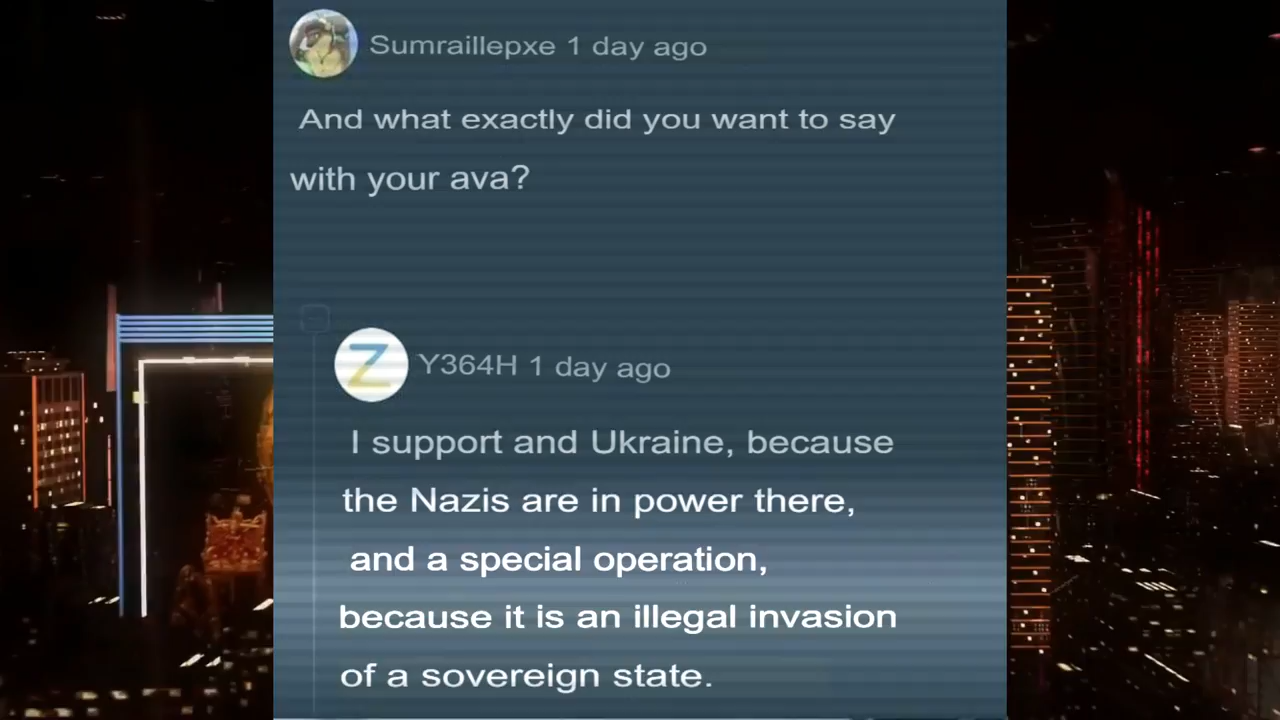 Sumraillepxe 1 day ago
And what exactly did you want to say
with your ava?
Z
Y364H 1 day ago
I support and Ukraine, because
the Nazis are in power there,
and a special operation,
because it is an illegal invasion
of a sovereign state.